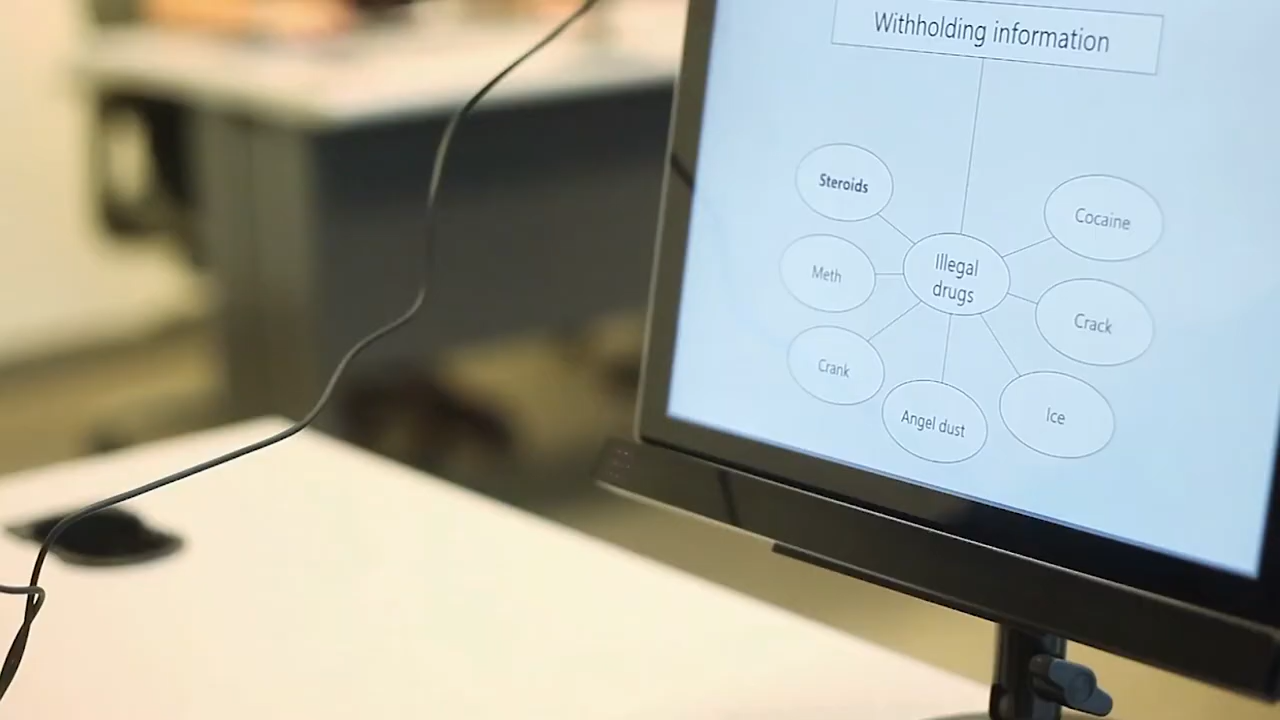 Withholding information
Steroids
Cocaine
Meth
Illegal
drugs
Crack
Crank
Angel dust
Ice